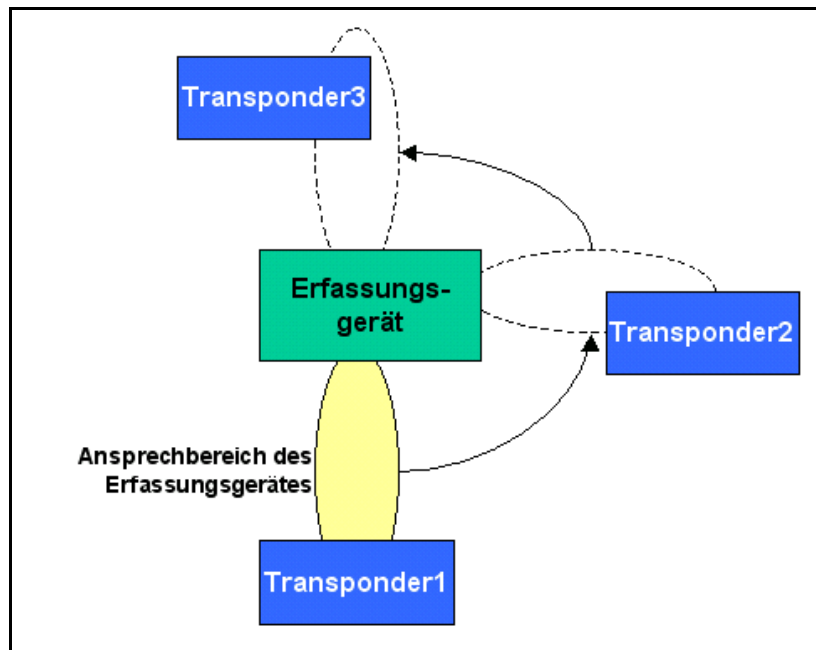 Transponder3
Erfassungs-
gerät
Transponder2
Ansprechbereich des
Erfassungsgerätes
Transponder1